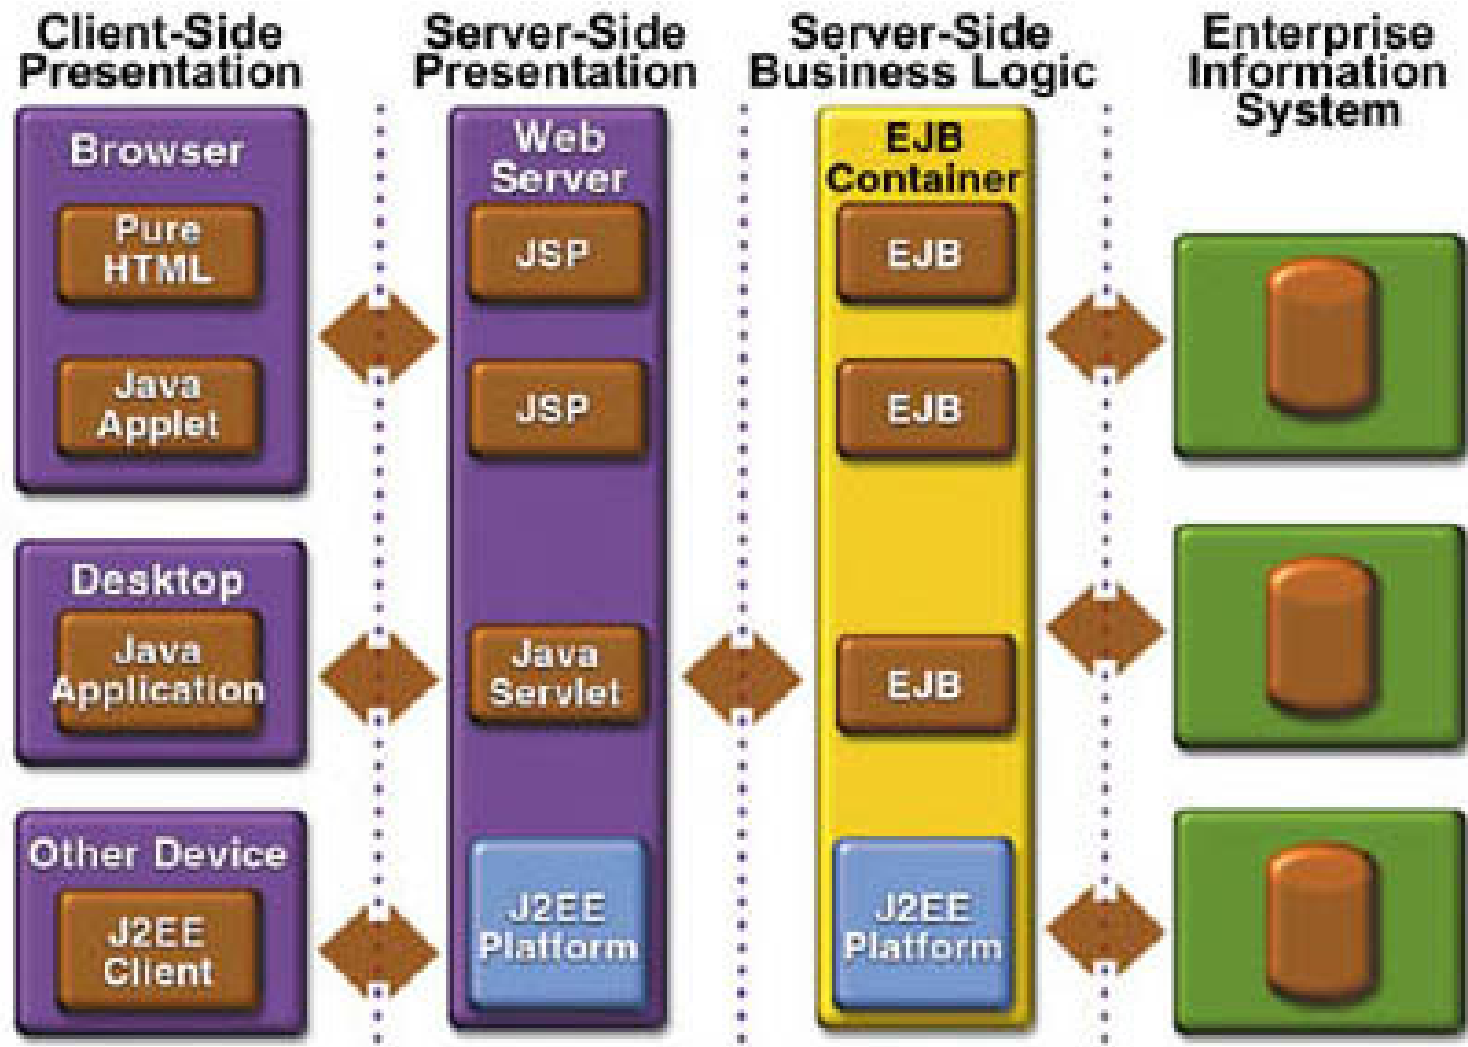 Client-Side
Presentation
Server-Side
Presentation
Server-Side
Business Logic
Enterprise
Information
System
Browser
Pure
HTML
Java
Applet
Desktop
Java
Application
Other Device
J2EE
Client
Web
Server
JSP
JSP
Java
Servlet
J2EE
Platform
EJB
Container
EJB
EJB
EJB
J2EE
Platform